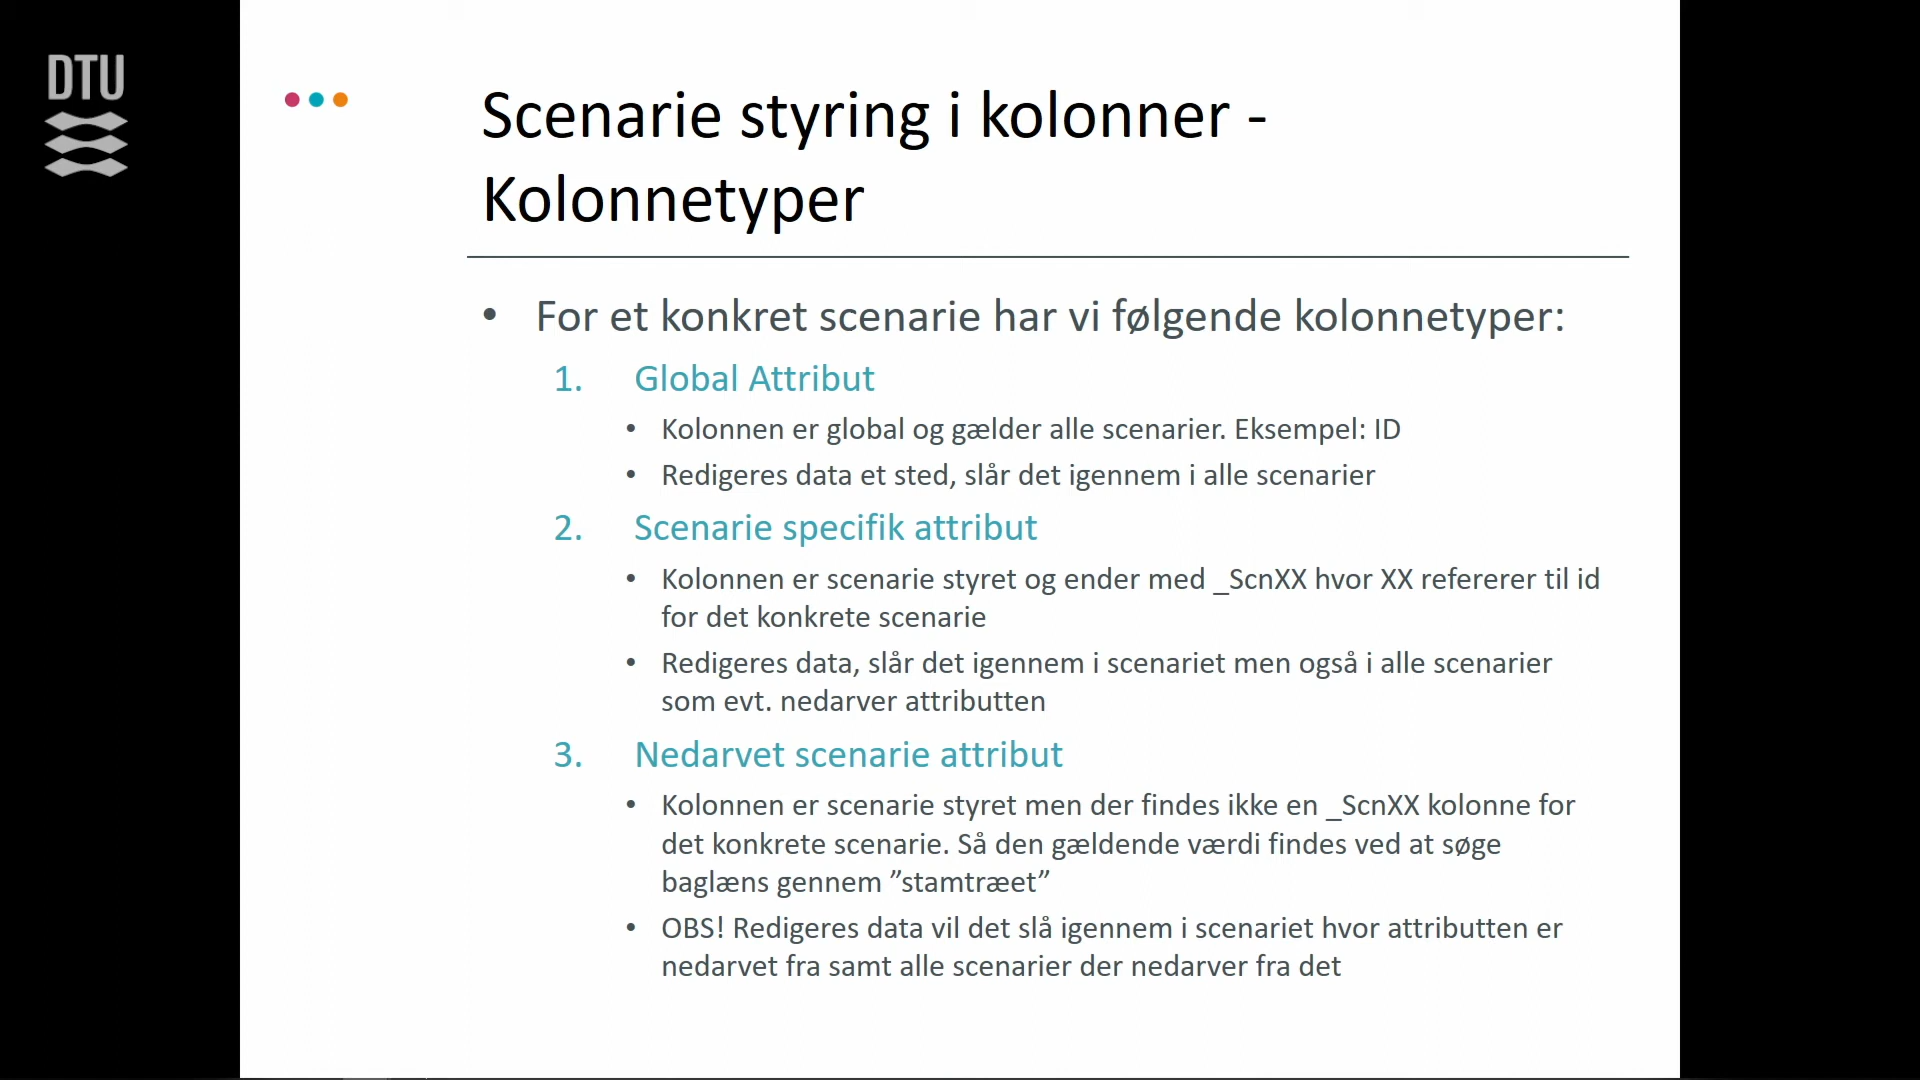 DTU
Scenarie styring i kolonner -
Kolonnetyper
• For et konkret scenarie har vi følgende kolonnetyper:
1. Global Attribut
• Kolonnen er global og gælder alle scenarier. Eksempel: ID
• Redigeres data et sted, slår det igennem i alle scenarier
2. Scenarie specifik attribut
• Kolonnen er scenarie styret og ender med _ScnXX hvor XX refererer til id
for det konkrete scenarie
• Redigeres data, slår det igennem i scenariet men også i alle scenarier
som evt. nedarver attributten
3. Nedarvet scenarie attribut
• Kolonnen er scenarie styret men der findes ikke en _ScnXX kolonne for
det konkrete scenarie. Så den gældende værdi findes ved at søge
baglæns gennem ”stamtræet”
• OBS! Redigeres data vil det slå igennem i scenariet hvor attributten er
nedarvet fra samt alle scenarier der nedarver fra det